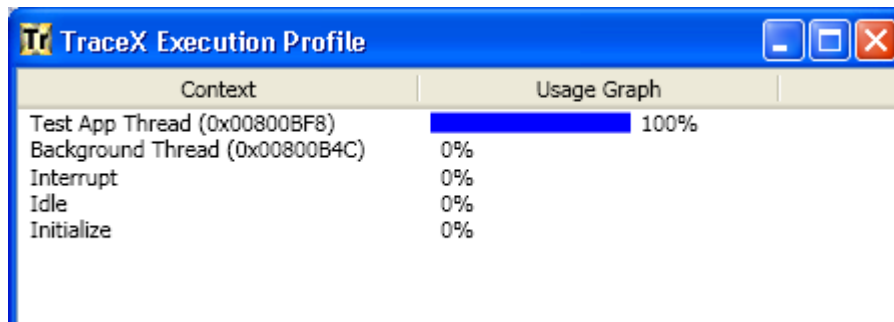 Tr TraceX Execution Profile
Context Usage Graph
Test App Thread (0x00800BF8) 100%
Background Thread (0x00800B4C) 0%
Interrupt 0%
Idle 0%
Initialize 0%